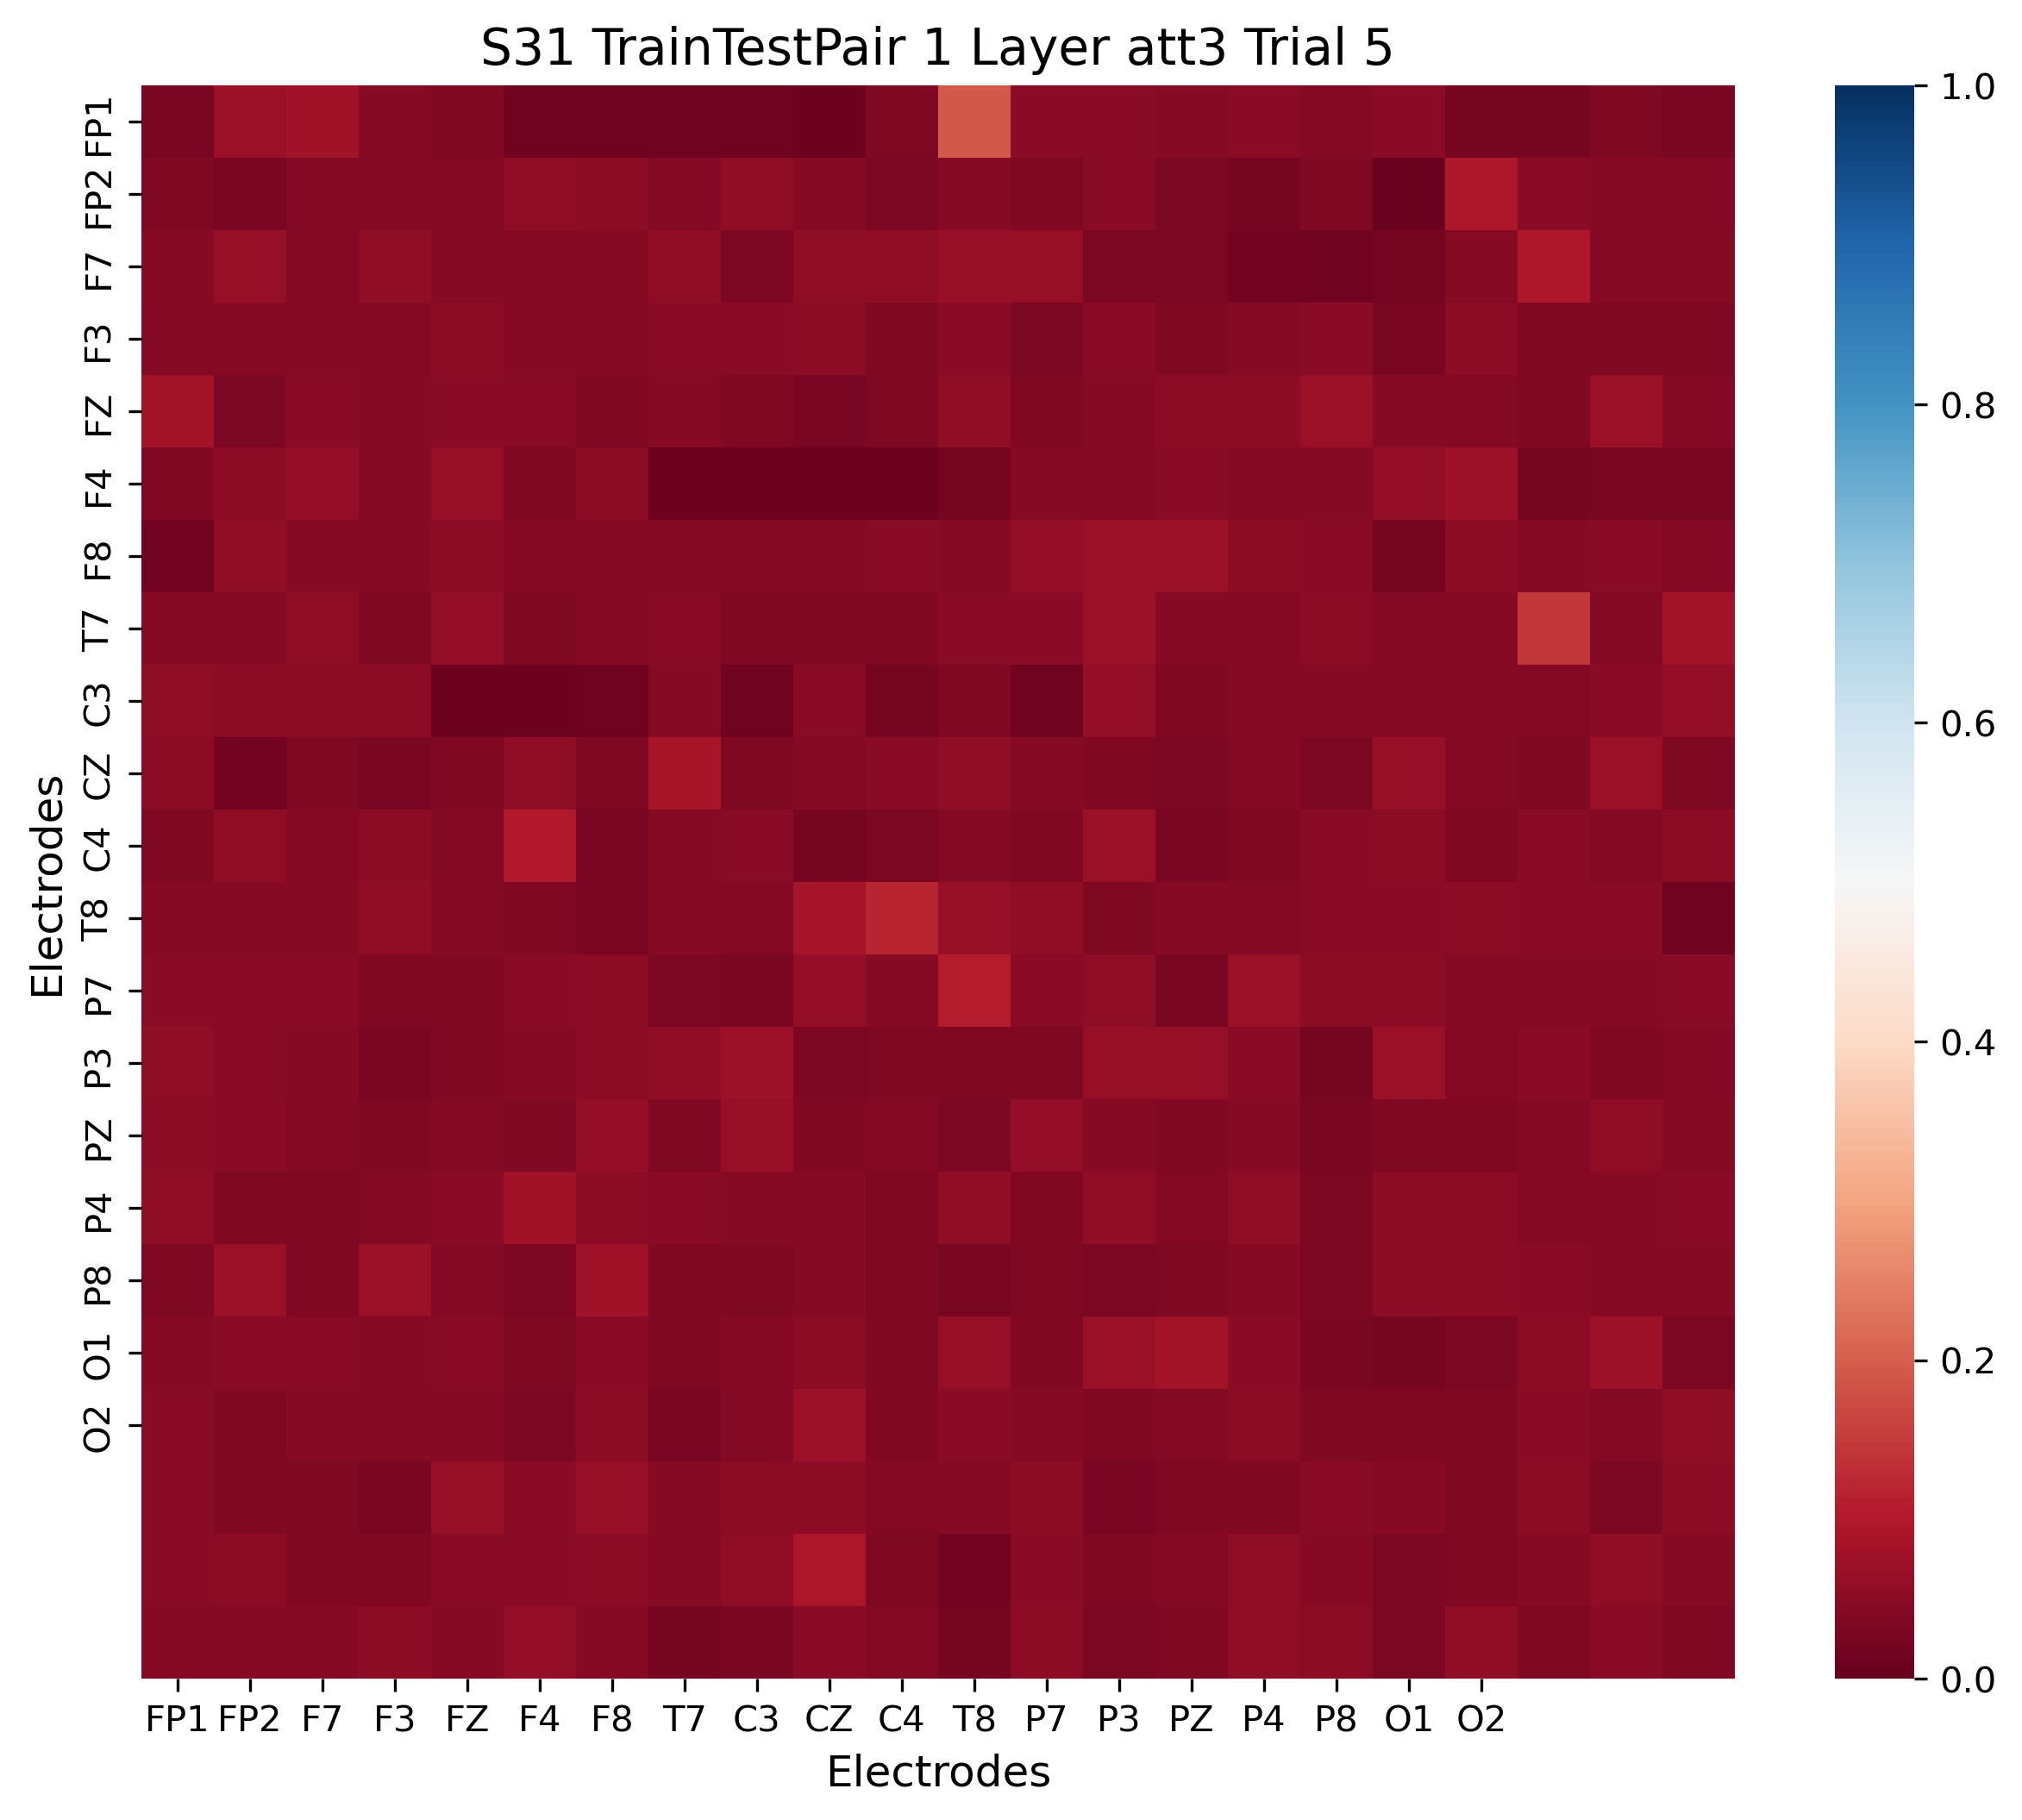 S31 TrainTestPair 1 Layer att3 Trial 5
Electrodes
FP1
FP2
F7
F3
FZ
F4
F8
T7
C3
CZ
C4
T8
P7
P3
PZ
P4
P8
O1
O2
FP1 FP2 F7 F3 FZ F4 F8 T7 C3 CZ C4 T8 P7 P3 PZ P4 P8 O1 O2
Electrodes
1.0
0.8
0.6
0.4
0.2
0.0